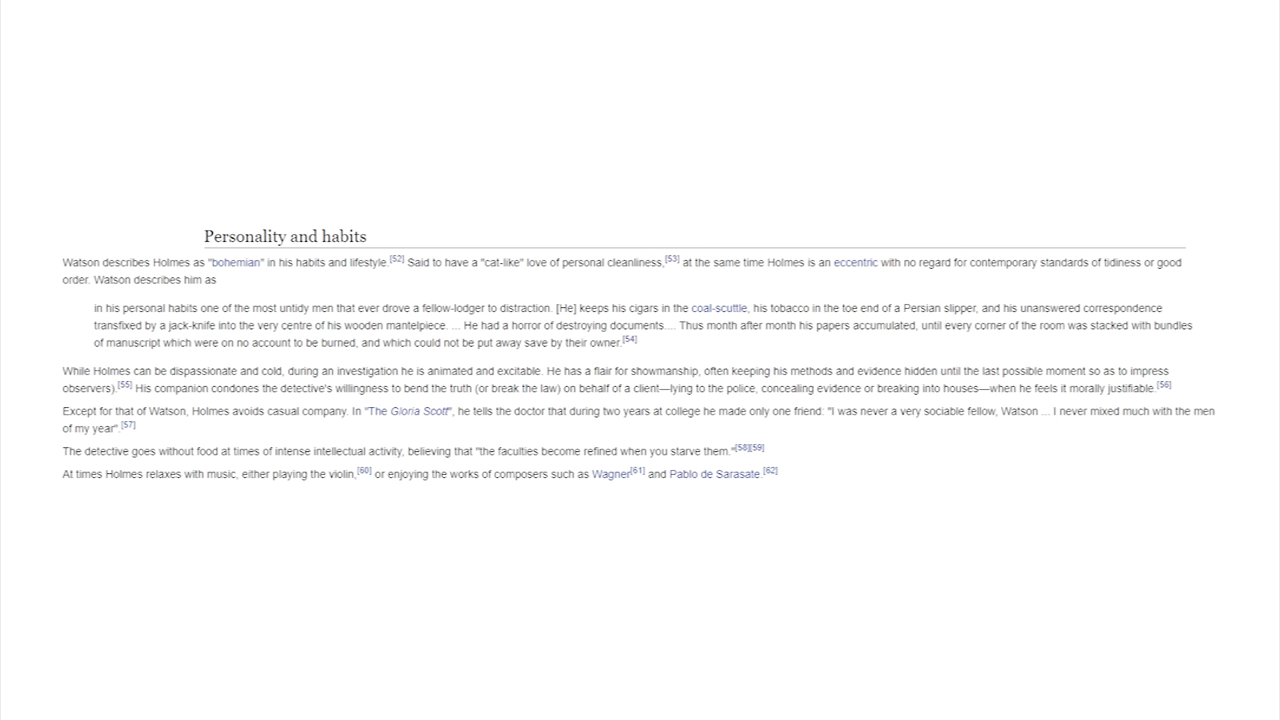 Personality and habits
Watson describes Holmes as "bohemian" in his habits and lifestyle.[52] Said to have a "cat-like" love of personal cleanliness,[53] at the same time Holmes is an eccentric with no regard for contemporary standards of tidiness or good
order. Watson describes him as
in his personal habits one of the most untidy men that ever drove a fellow-lodger to distraction. [He] keeps his cigars in the coal-scuttle, his tobacco in the toe end of a Persian slipper, and his unanswered correspondence
transfixed by a jack-knife into the very centre of his wooden mantelpiece. ... He had a horror of destroying documents.... Thus month after month his papers accumulated, until every corner of the room was stacked with bundles
of manuscript which were on no account to be burned, and which could not be put away save by their owner.[54]
While Holmes can be dispassionate and cold, during an investigation he is animated and excitable. He has a flair for showmanship, often keeping his methods and evidence hidden until the last possible moment so as to impress
observers).[55] His companion condones the detective's willingness to bend the truth (or break the law) on behalf of a client—lying to the police, concealing evidence or breaking into houses—when he feels it morally justifiable.[56]
Except for that of Watson, Holmes avoids casual company. In "The Gloria Scott", he tells the doctor that during two years at college he made only one friend: "I was never a very sociable fellow, Watson ... I never mixed much with the men
of my year".[57]
The detective goes without food at times of intense intellectual activity, believing that "the faculties become refined when you starve them."[58][59]
At times Holmes relaxes with music, either playing the violin,[60] or enjoying the works of composers such as Wagner[61] and Pablo de Sarasate.[62]